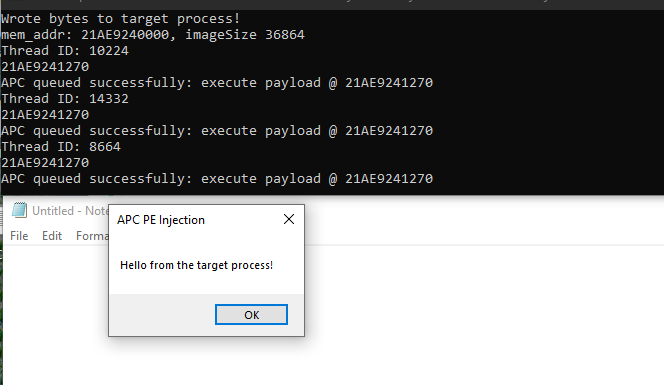 Wrote bytes to target process!
mem_addr: 21AE9240000, imageSize 36864
Thread ID: 10224
21AE9241270
APC queued successfully: execute payload @ 21AE9241270
Thread ID: 14332
21AE9241270
APC queued successfully: execute payload @ 21AE9241270
Thread ID: 8664
21AE9241270
APC queued successfully: execute payload @ 21AE9241270
Untitled - Note
File Edit Forma
APC PE Injection
Hello from the target process!
OK